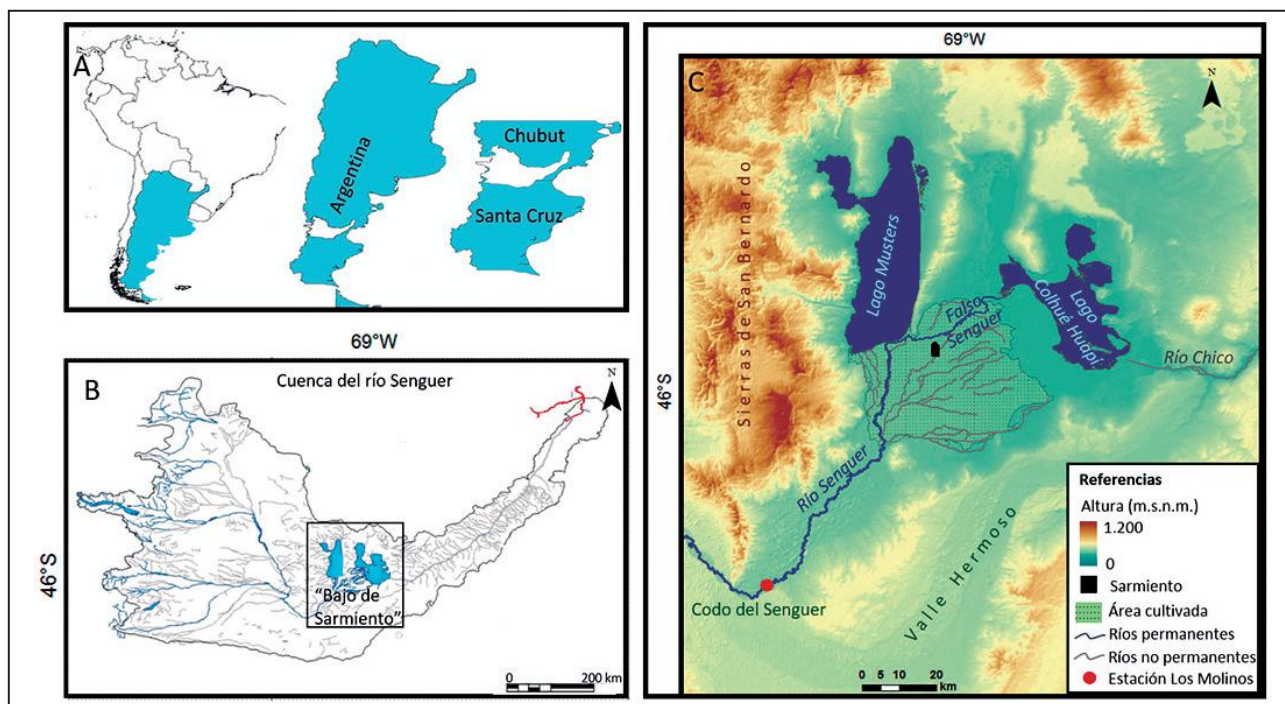 A
Argentina
Chubut
Santa Cruz
69°W
B
Cuenca del río Senguer
N
46°S
"Bajo de
Sarmiento"
0 200 km
69°W
C
N
Sierras de San Bernardo
Lago Musters
Falso
Senguer
Lago
Colhué Huapi
Río Chico
46°S
Río Senguer
Codo del Senguer
Valle Hermoso
0 5 10 20
km
Referencias
Altura (m.s.n.m.)
1.200
0
Sarmiento
Área cultivada
Ríos permanentes
Ríos no permanentes
Estación Los Molinos